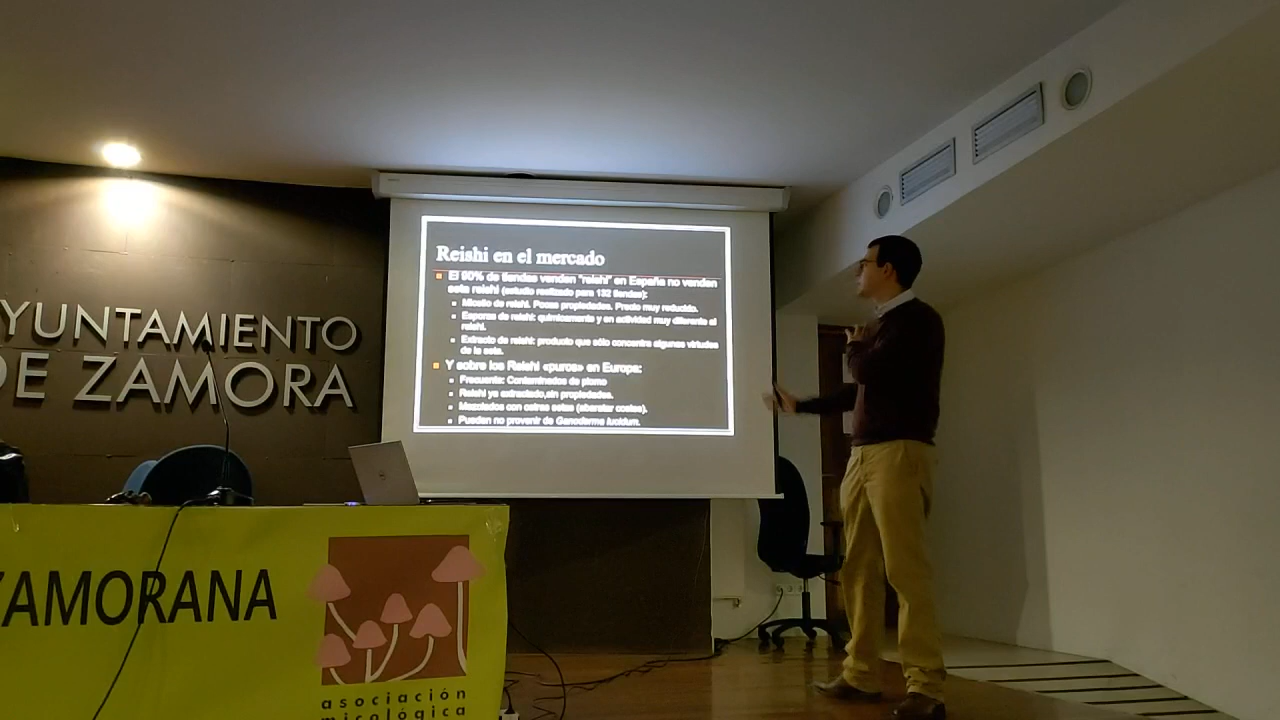 YUNTAMIENTO
DE ZAMORA
Reishi en el mercado
El 90% de tiendas venden "reishi" en España no venden
seta reishi (estudio realizado para 132 tiendas):
Micelio de reishi. Pocas propiedades. Precio muy reducido.
Esporas de reishi: químicamente y en actividad muy diferente al
reishi.
Extracto de reishi: producto que sólo concentra algunas virtudes
de la seta.
Y sobre los Reishi «puros» en Europa:
Frecuente: Contaminados de plomo
Reishi ya extractado, sin propiedades.
Mezclados con otras setas (abaratar costes).
Pueden no provenir de Ganoderma lucidum.
ZAMORANA
asociación
micológica